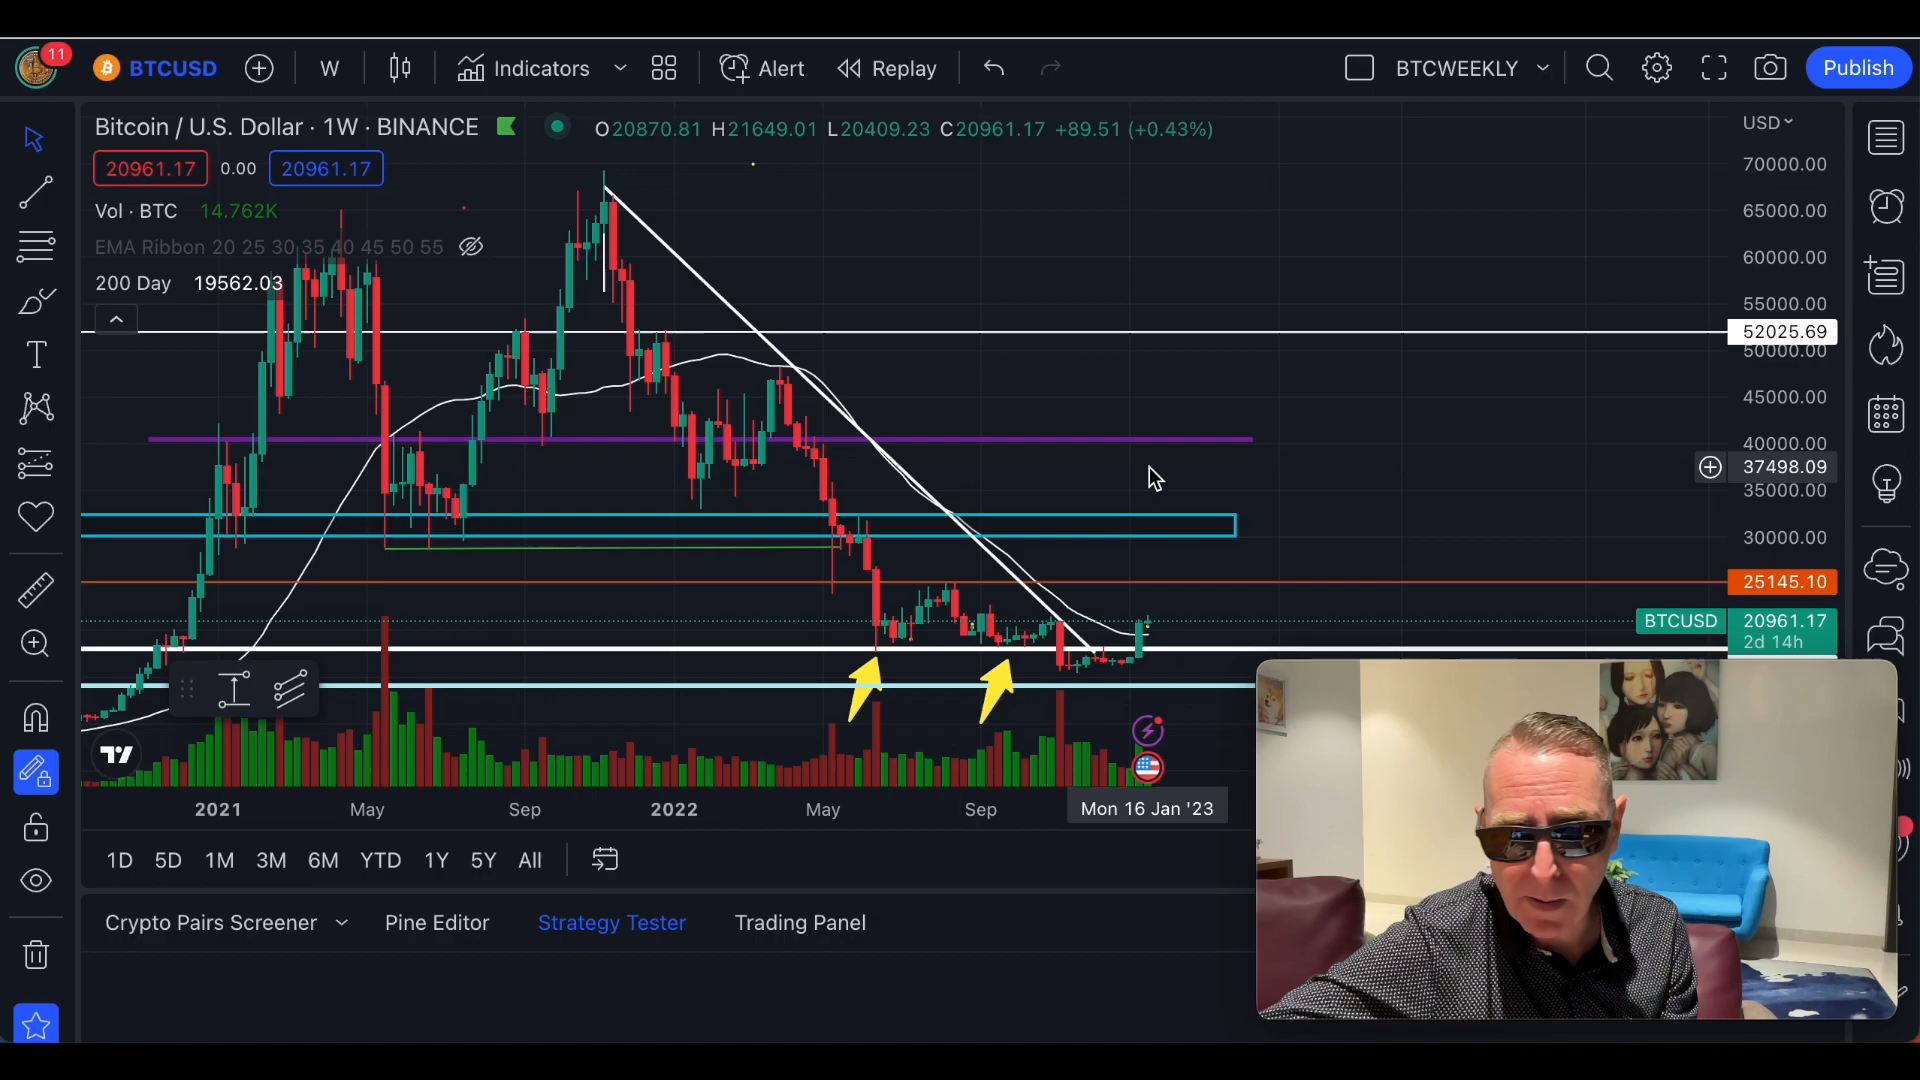 11
BTCUSD
W
Indicators
Alert
Replay
BTCWEEKLY
Publish
Bitcoin / U.S. Dollar · 1W · BINANCE
O20870.81 H21649.01 L20409.23 C20961.17 +89.51 (+0.43%)
USD
20961.17
0.00
20961.17
Vol · BTC 14.762K
EMA Ribbon 20 25 30 35 40 45 50 55
200 Day 19562.03
70000.00
65000.00
60000.00
55000.00
52025.69
50000.00
45000.00
40000.00
37498.09
35000.00
30000.00
25145.10
BTCUSD
20961.17
2d 14h
2021
May
Sep
2022
May
Sep
Mon 16 Jan '23
1D 5D 1M 3M 6M YTD 1Y 5Y All
Crypto Pairs Screener
Pine Editor
Strategy Tester
Trading Panel